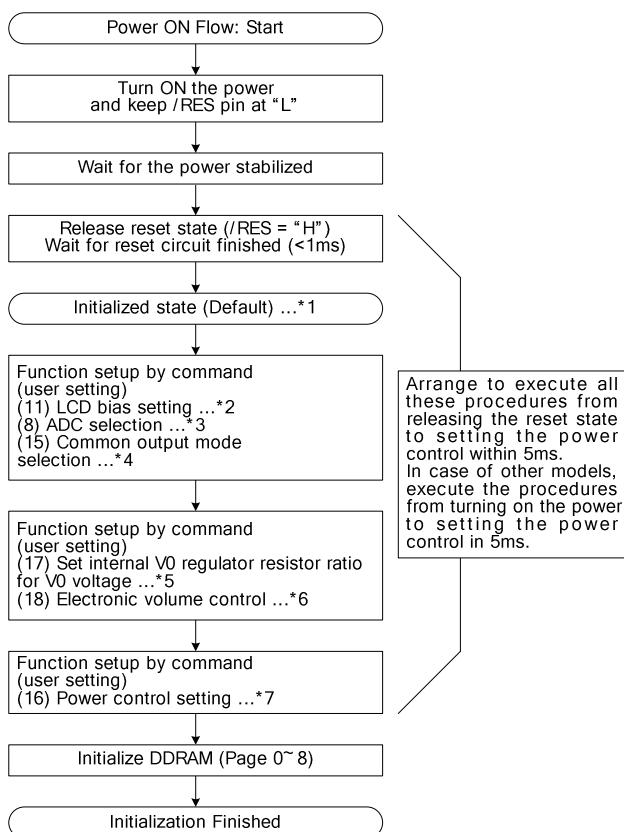 Power ON Flow: Start
Turn ON the power
and keep /RES pin at “L”
Wait for the power stabilized
Release reset state (/RES = “H”)
Wait for reset circuit finished (<1ms)
Initialized state (Default) …*1
Function setup by command
(user setting)
(11) LCD bias setting …*2
(8) ADC selection …*3
(15) Common output mode
selection …*4
Function setup by command
(user setting)
(17) Set internal V0 regulator resistor ratio
for V0 voltage …*5
(18) Electronic volume control …*6
Function setup by command
(user setting)
(16) Power control setting …*7
Initialize DDRAM (Page 0~8)
Initialization Finished
Arrange to execute all
these procedures from
releasing the reset state
to setting the power
control within 5ms.
In case of other models,
execute the procedures
from turning on the power
to setting the power
control in 5ms.